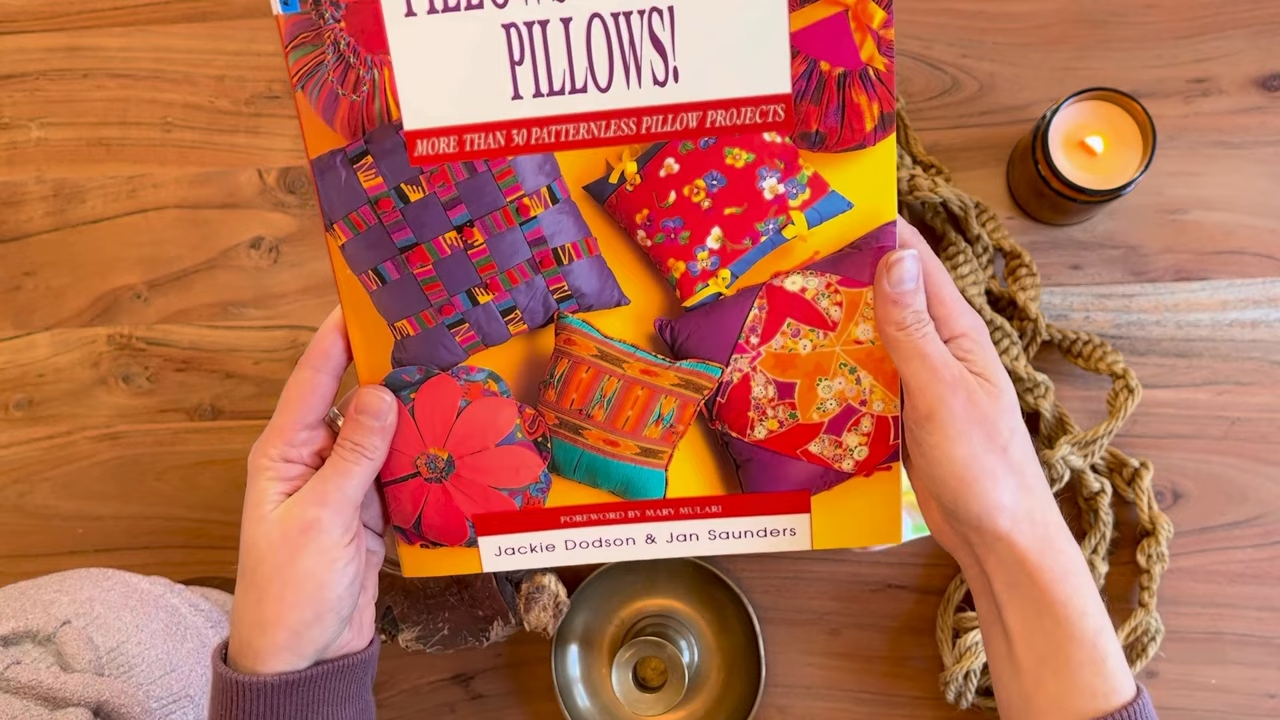 PILLOWS!
MORE THAN 30 PATTERNLESS PILLOW PROJECTS
FOREWORD BY MARY MULARI
Jackie Dodson & Jan Saunders